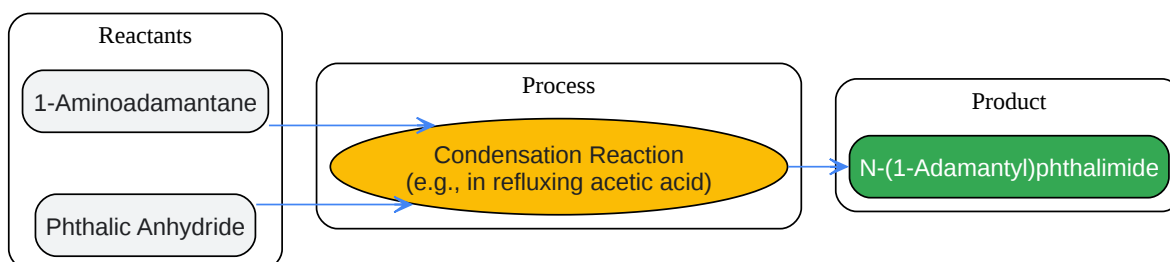 Reactants
1-Aminoadamantane
Phthalic Anhydride
Process
Condensation Reaction
(e.g., in refluxing acetic acid)
Product
N-(1-Adamantyl)phthalimide